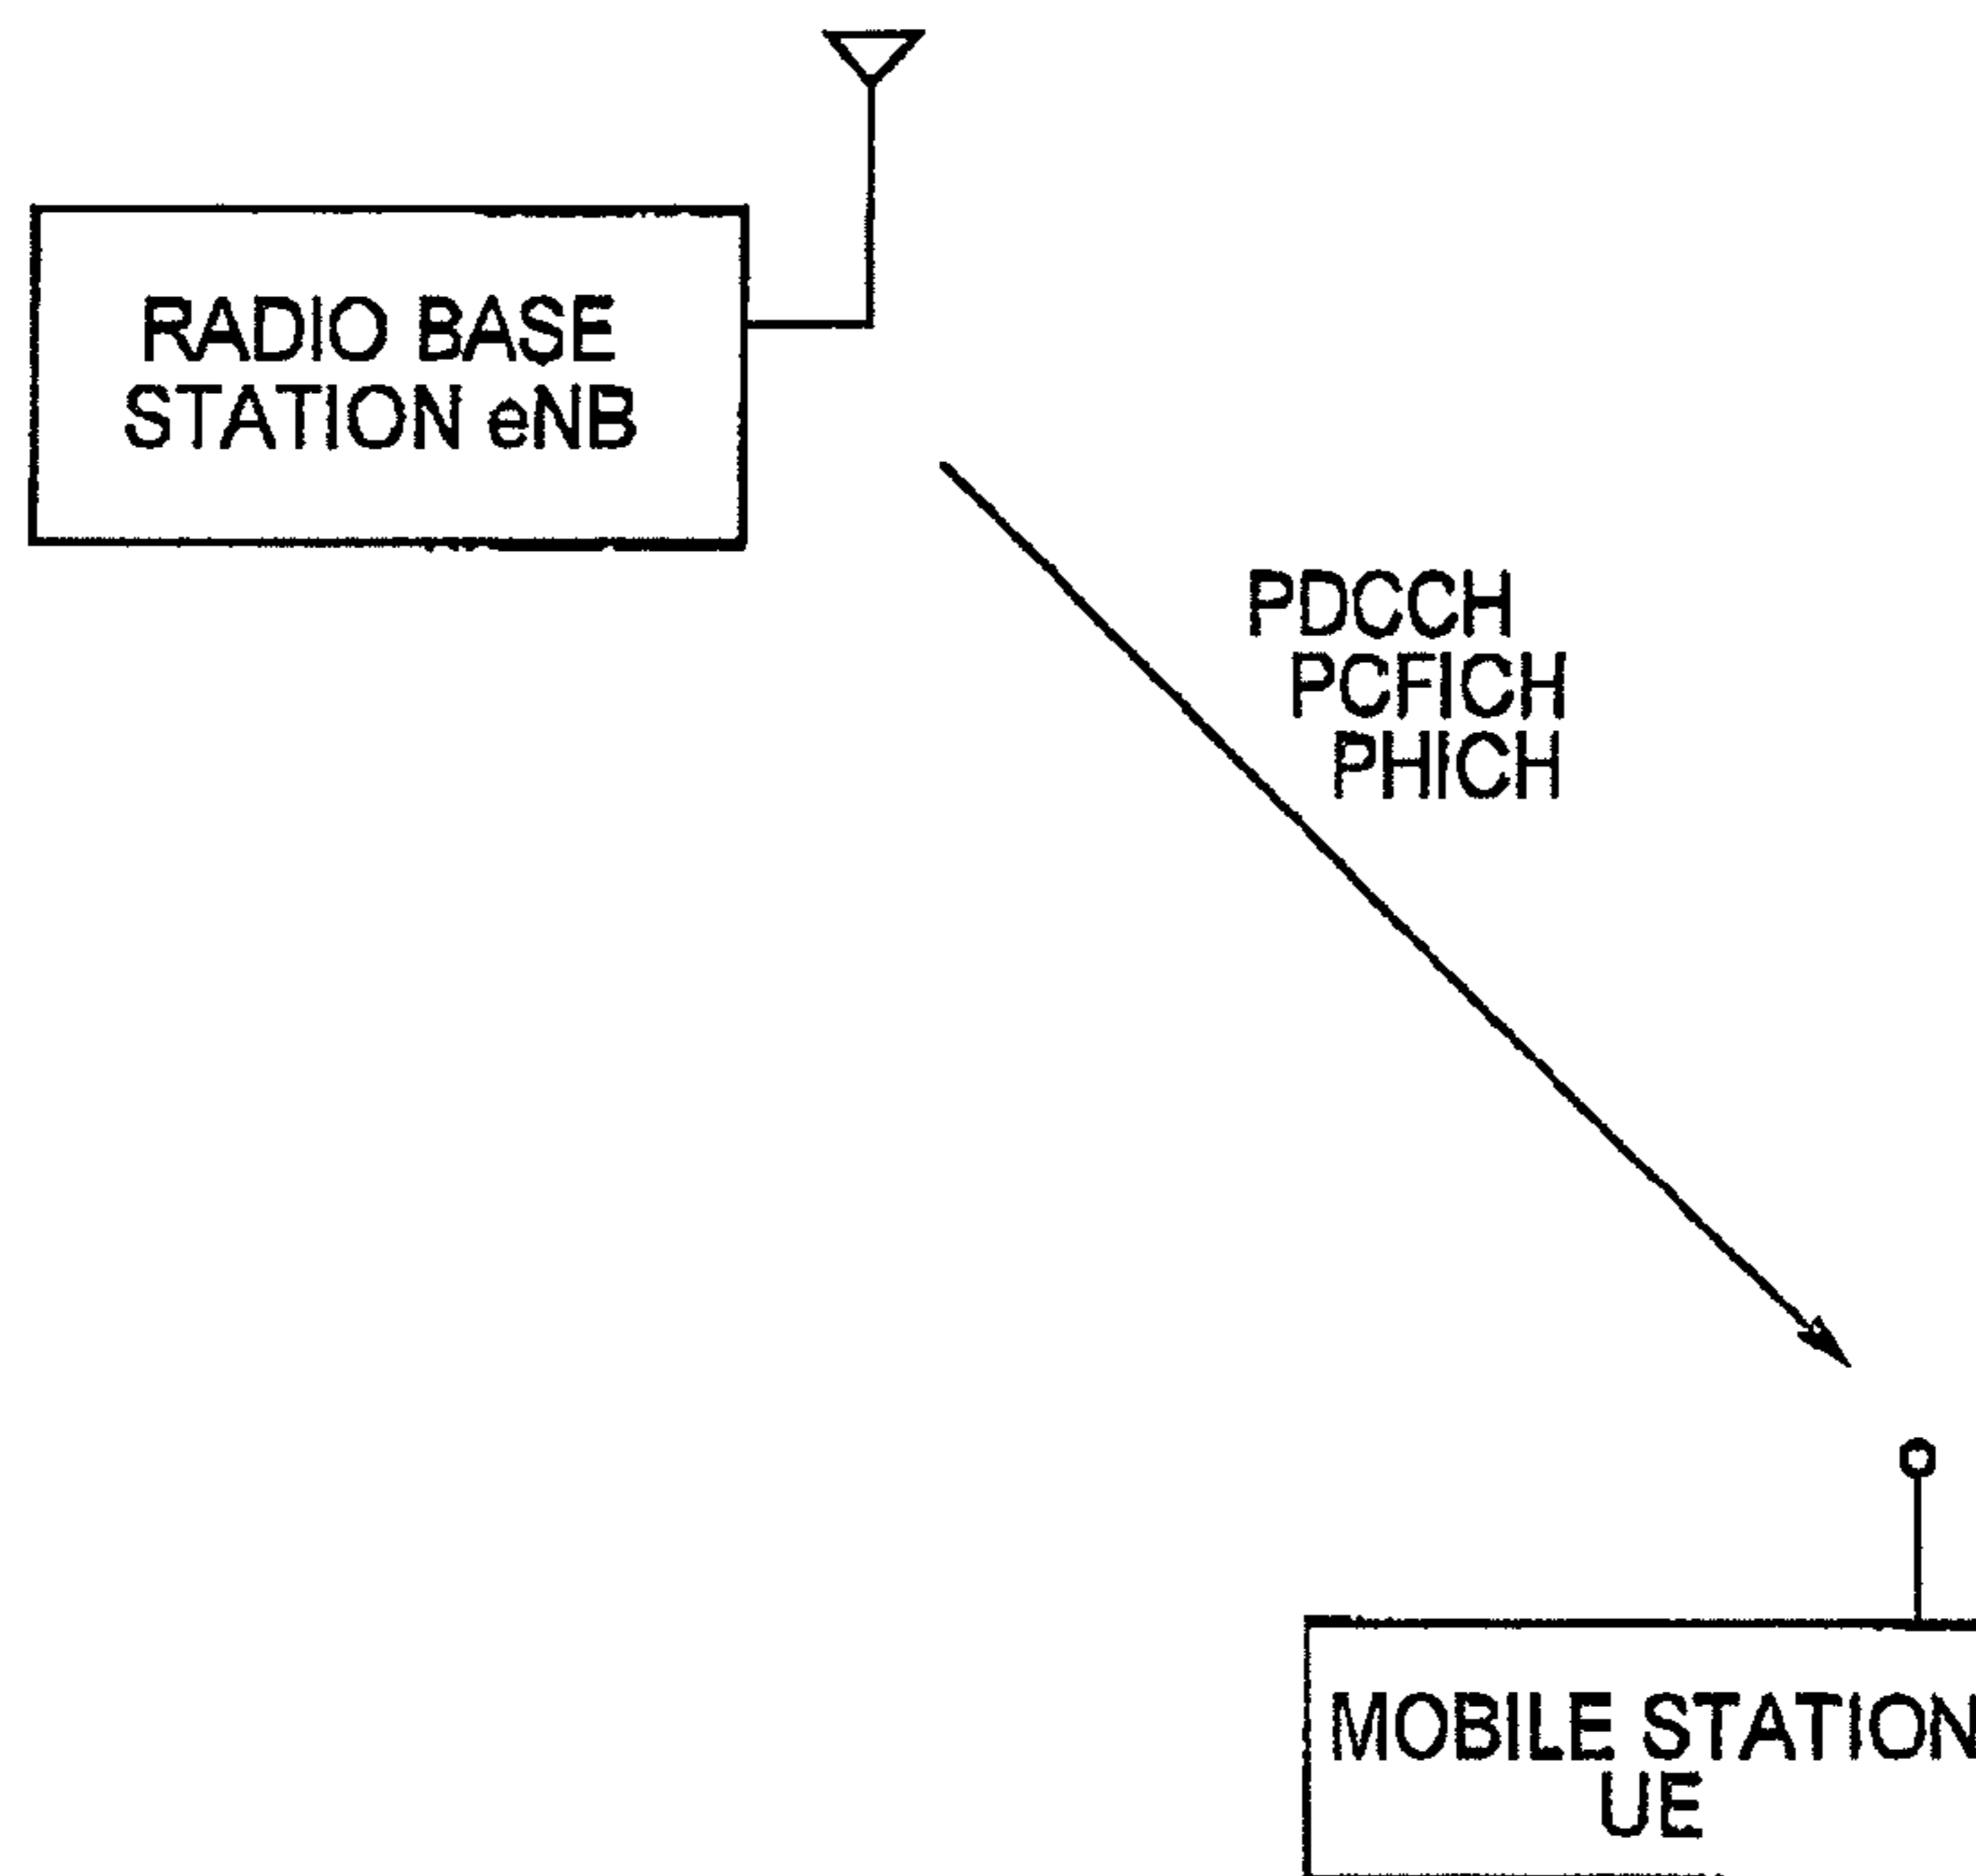 RADIO BASE
STATION eNB
PDCCH
PCFICH
PHICH
MOBILE STATION
UE